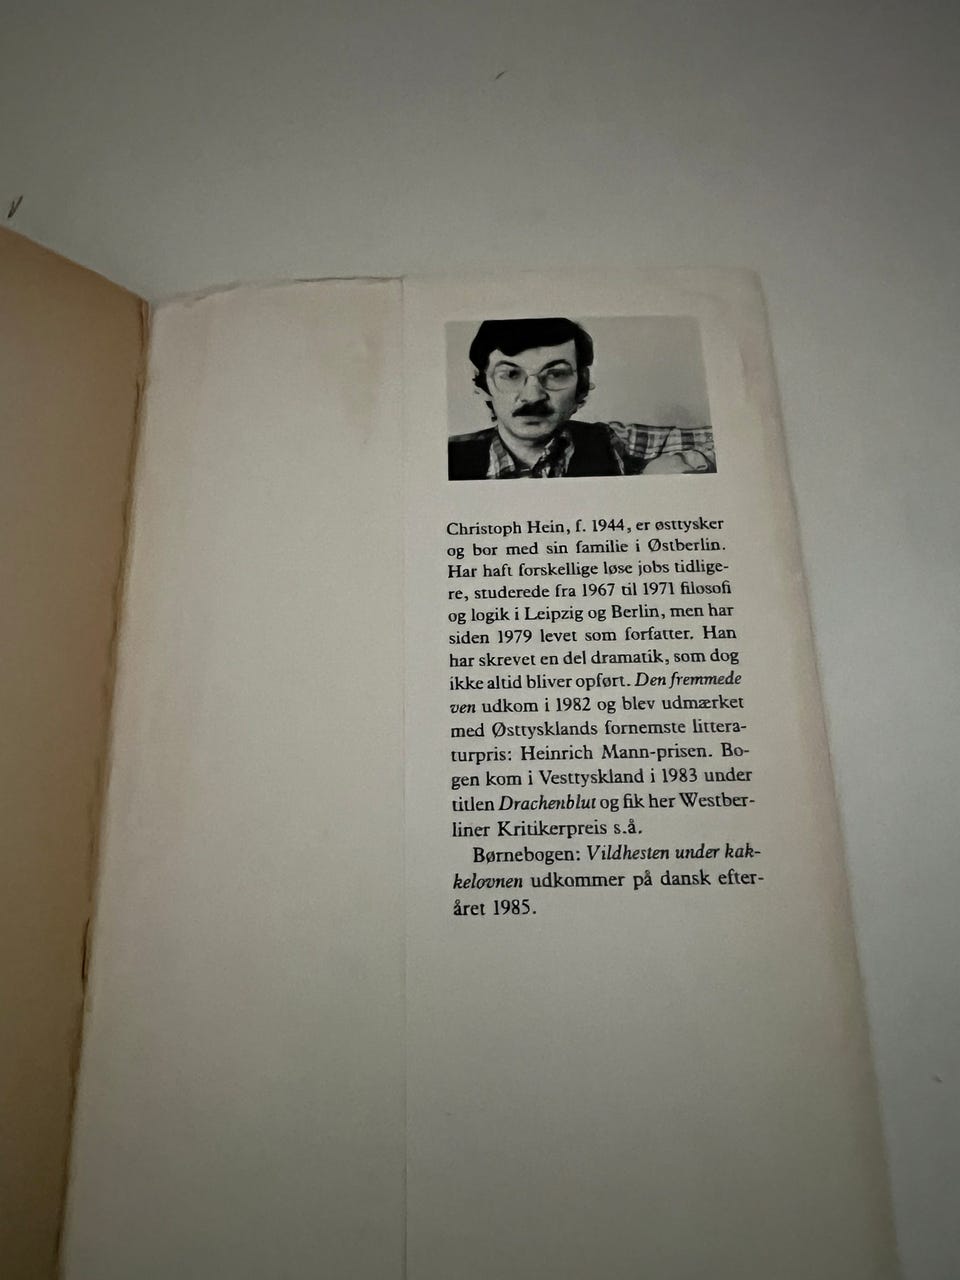 Christoph Hein, f. 1944, er østtysker
og bor med sin familie i Østberlin.
Har haft forskellige løse jobs tidlige-
re, studerede fra 1967 til 1971 filosofi
og logik i Leipzig og Berlin, men har
siden 1979 levet som forfatter. Han
har skrevet en del dramatik, som dog
ikke altid bliver opført. Den fremmede
ven udkom i 1982 og blev udmærket
med Østtysklands fornemste littera-
turpris: Heinrich Mann-prisen. Bo-
gen kom i Vesttyskland i 1983 under
titlen Drachenblut og fik her Westber-
liner Kritikerpreis s.å.
Børnebogen: Vildhesten under kak-
kelovnen udkommer på dansk efter-
året 1985.